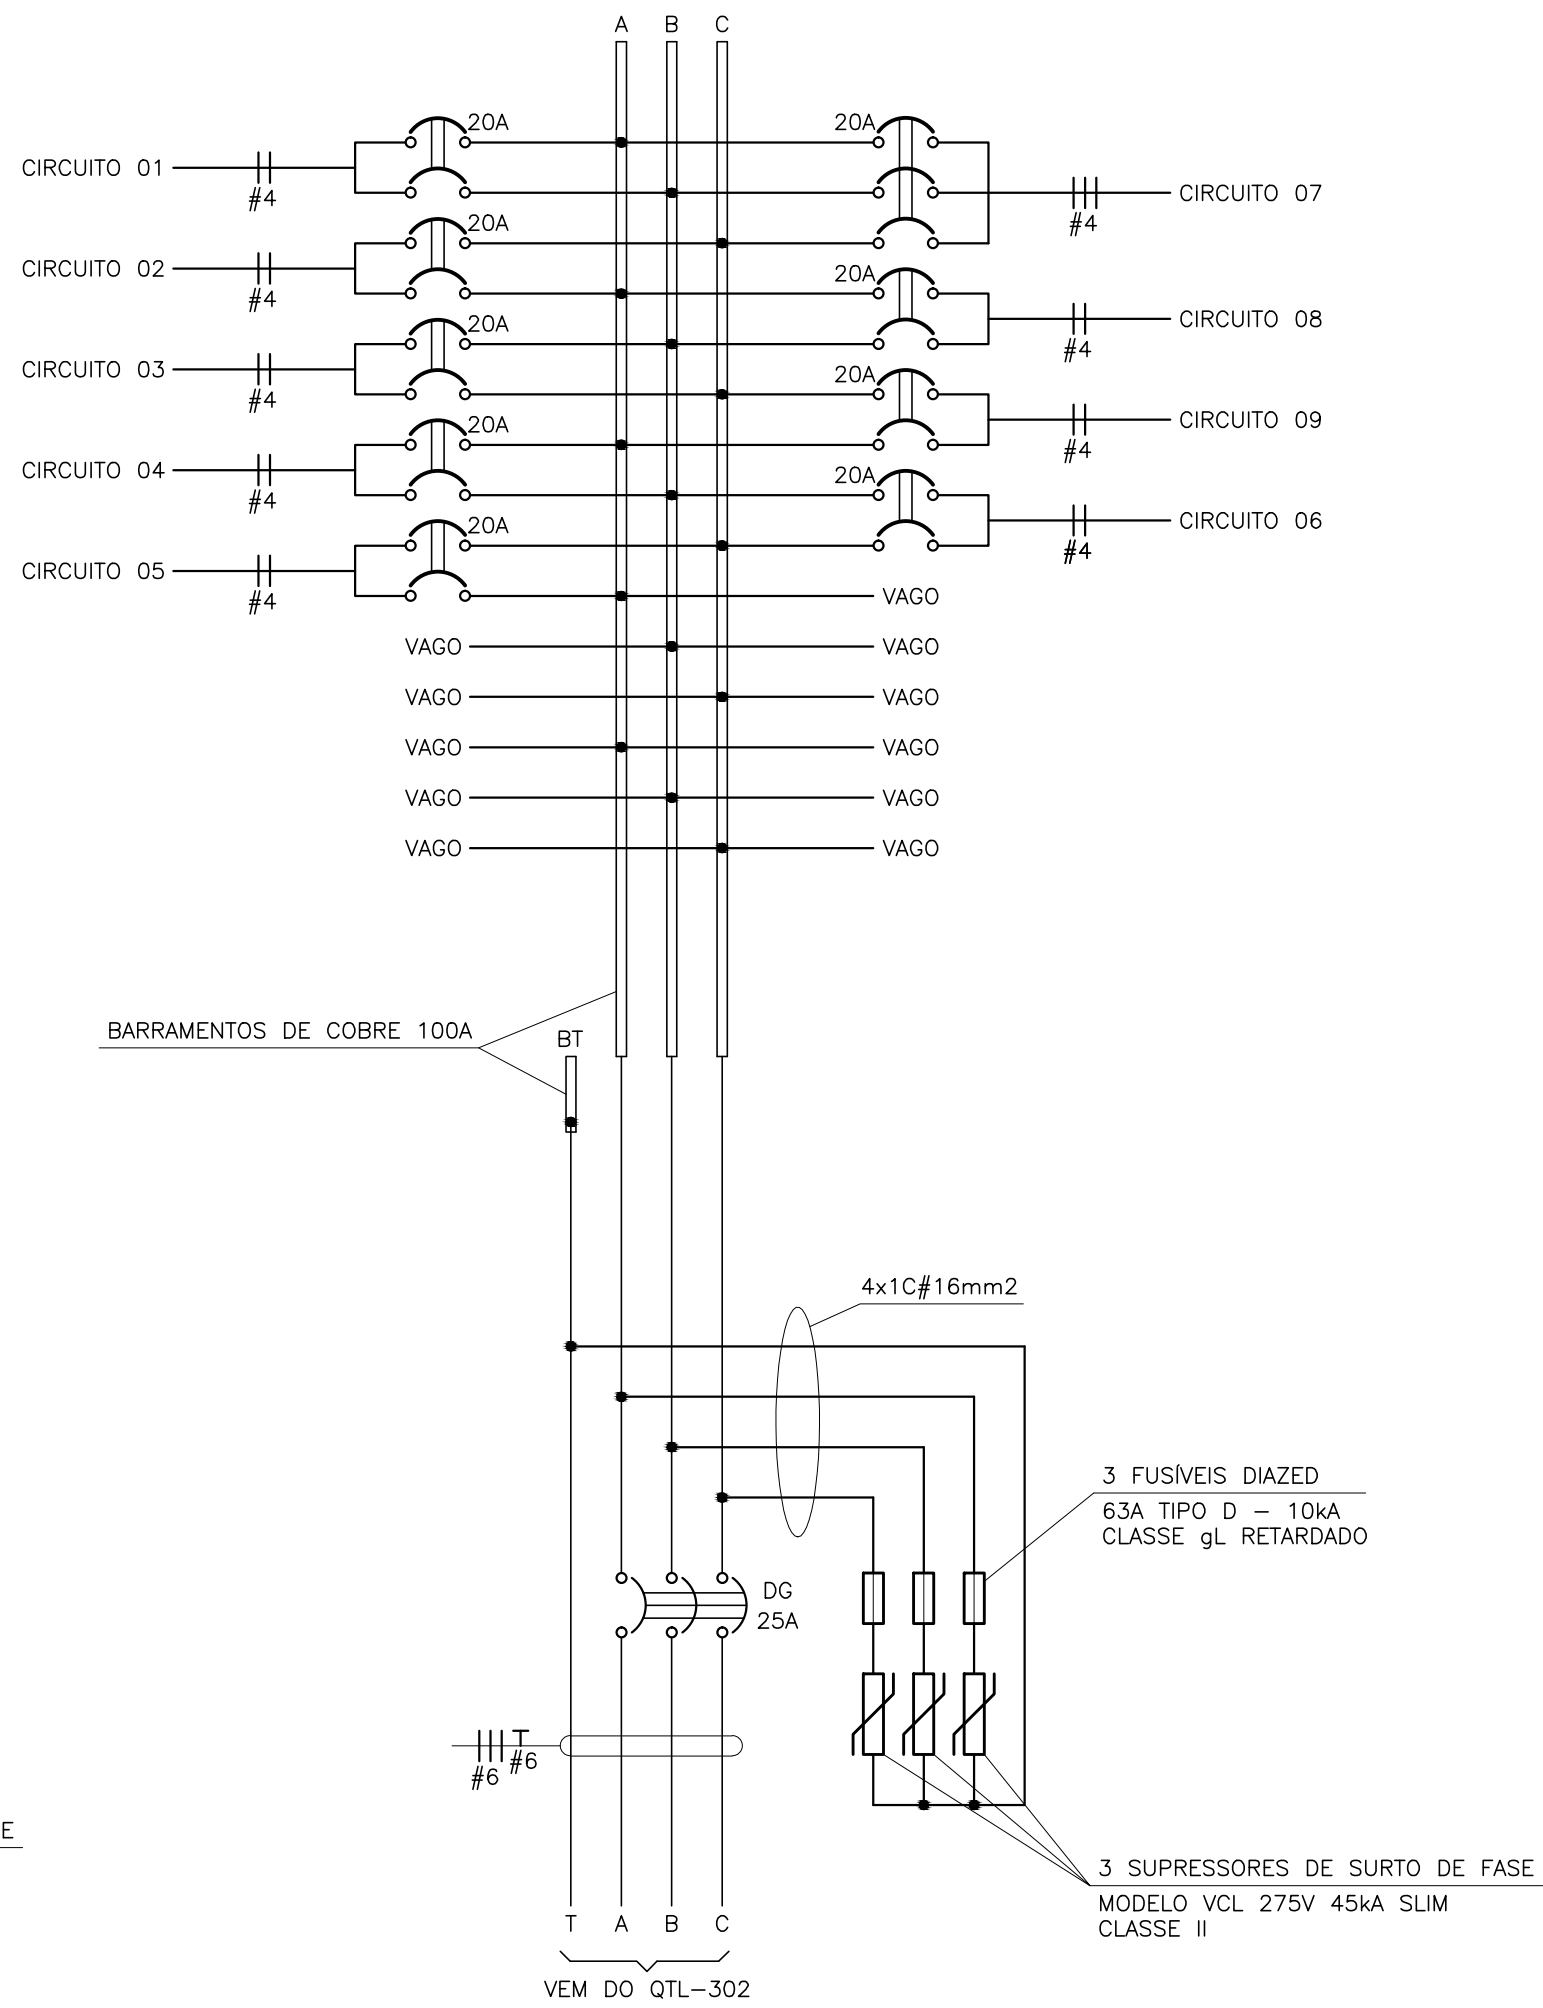 A B C
20A 20A
CIRCUITO 01
#4
CIRCUITO 07
#4
20A
CIRCUITO 02
#4
20A
CIRCUITO 08
#4
20A
CIRCUITO 03
#4
20A
CIRCUITO 09
#4
20A
CIRCUITO 04
#4
20A
CIRCUITO 06
#4
20A
CIRCUITO 05
#4
VAGO
VAGO VAGO
VAGO VAGO
VAGO VAGO
VAGO VAGO
VAGO VAGO
BARRAMENTOS DE COBRE 100A
BT
4x1C#16mm2
3 FUSÍVEIS DIAZED
63A TIPO D – 10kA
CLASSE gL RETARDADO
DG
25A
T
#6
#6
E
3 SUPRESSORES DE SURTO DE FASE
MODELO VCL 275V 45kA SLIM
CLASSE II
T A B C
VEM DO QTL–302